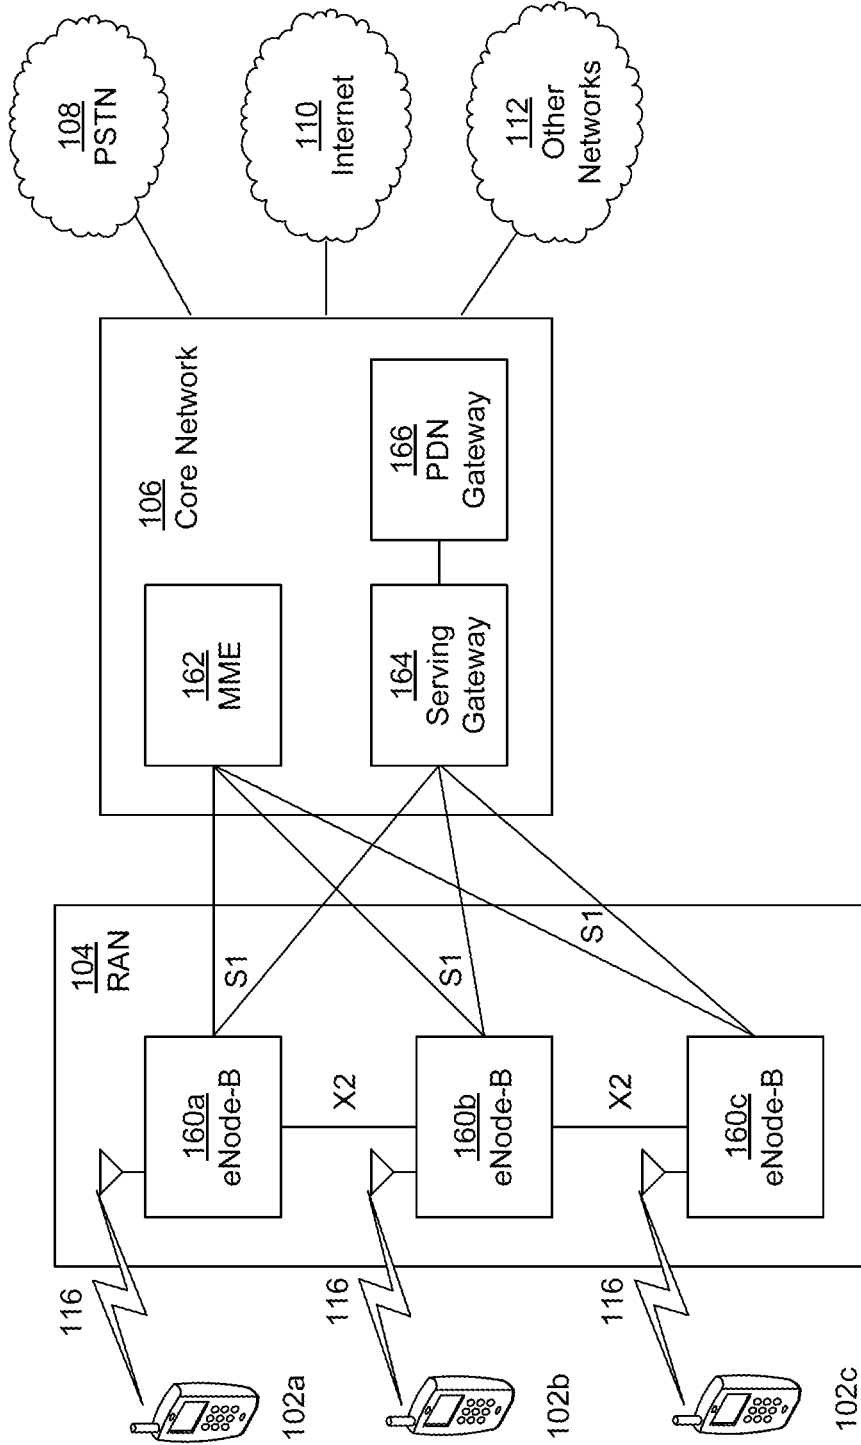 102a
102b
102c
116
116
116
104
RAN
160a
eNode-B
160b
eNode-B
160c
eNode-B
X2
X2
S1
S1
S1
106
Core Network
162
MME
164
Serving
Gateway
166
PDN
Gateway
108
PSTN
110
Internet
112
Other
Networks